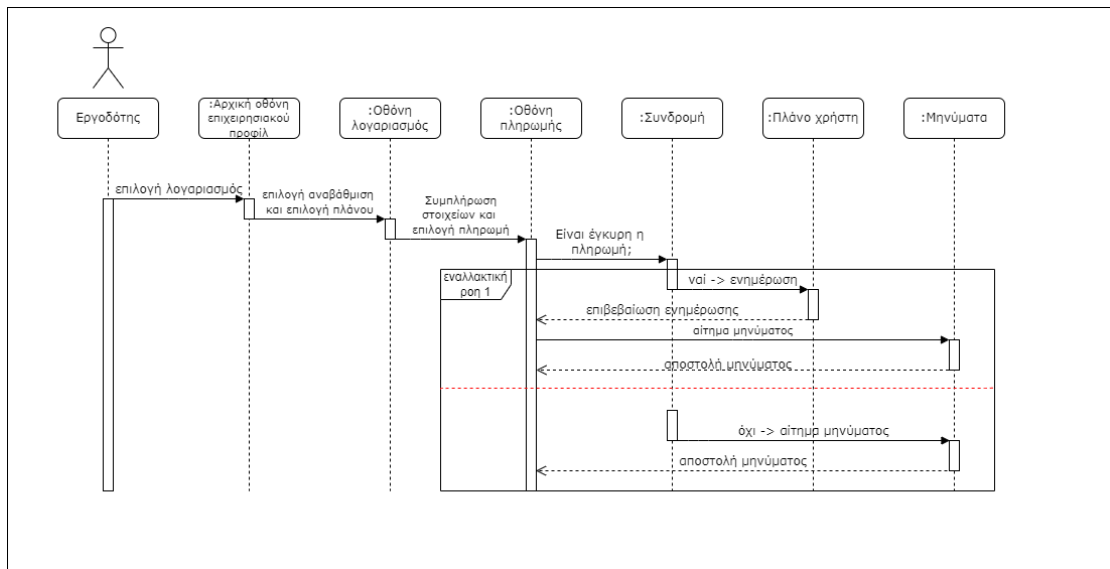 Εργοδότης
:Αρχική οθόνη
επιχειρησιακού
προφίλ
:Οθόνη
λογαριασμός
:Οθόνη
πληρωμής
:Συνδρομή
:Πλάνο χρήστη
:Μηνύματα
επιλογή λογαριασμός
επιλογή αναβάθμιση
και επιλογή πλάνου
Συμπλήρωση
στοιχείων και
επιλογή πληρωμή
Είναι έγκυρη η
πληρωμή;
εναλλακτική
ροη 1
ναί -> ενημέρωση
επιβεβαίωση ενημέρωσης
αίτημα μηνύματος
αποστολή μηνύματος
όχι -> αίτημα μηνύματος
αποστολή μηνύματος